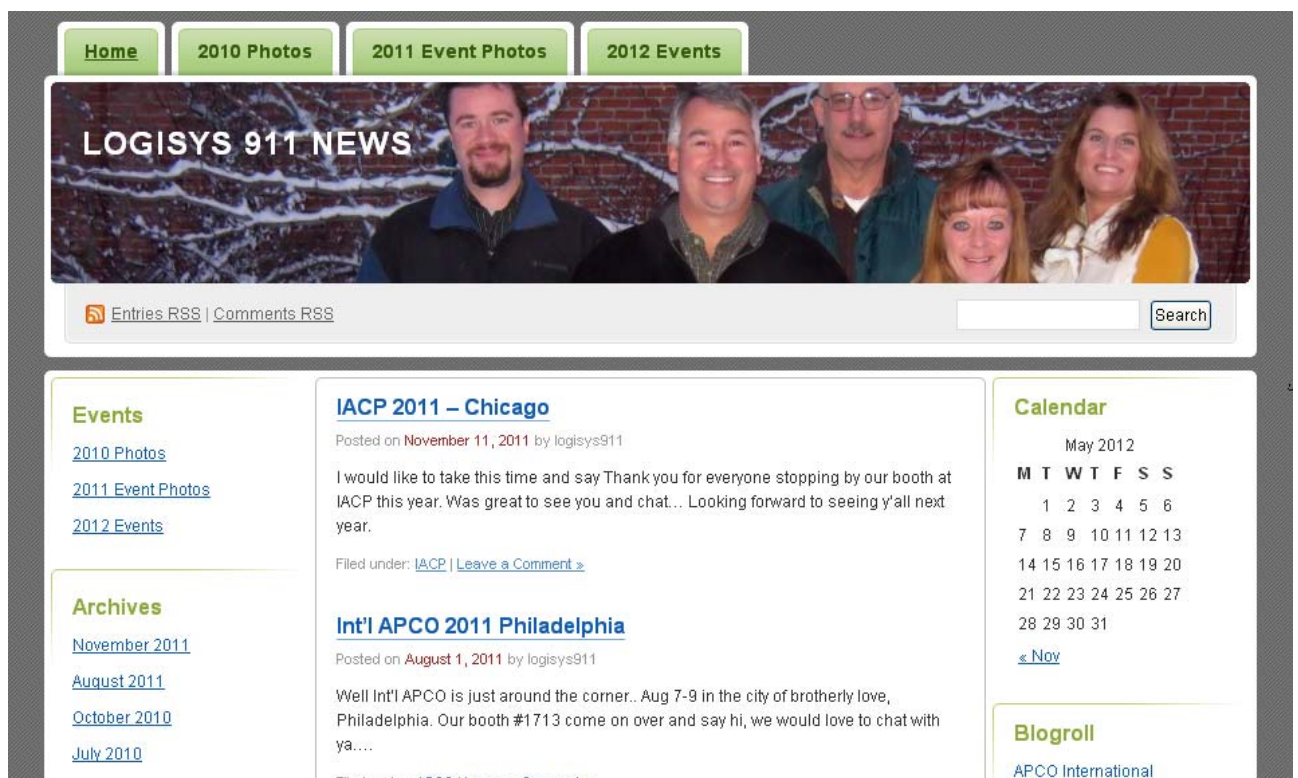 Home 2010 Photos 2011 Event Photos 2012 Events
LOGISYS 911 NEWS
Entries RSS | Comments RSS
Search
Events
2010 Photos
2011 Event Photos
2012 Events
Archives
November 2011
August 2011
October 2010
July 2010
IACP 2011 – Chicago
Posted on November 11, 2011 by logisys911
I would like to take this time and say Thank you for everyone stopping by our booth at
IACP this year. Was great to see you and chat… Looking forward to seeing y'all next
year.
Filed under: IACP | Leave a Comment »
Int'l APCO 2011 Philadelphia
Posted on August 1, 2011 by logisys911
Well Int'l APCO is just around the corner.. Aug 7-9 in the city of brotherly love,
Philadelphia. Our booth #1713 come on over and say hi, we would love to chat with
ya….
Calendar
May 2012
M T W T F S S
1 2 3 4 5 6
7 8 9 10 11 12 13
14 15 16 17 18 19 20
21 22 23 24 25 26 27
28 29 30 31
« Nov
Blogroll
APCO International